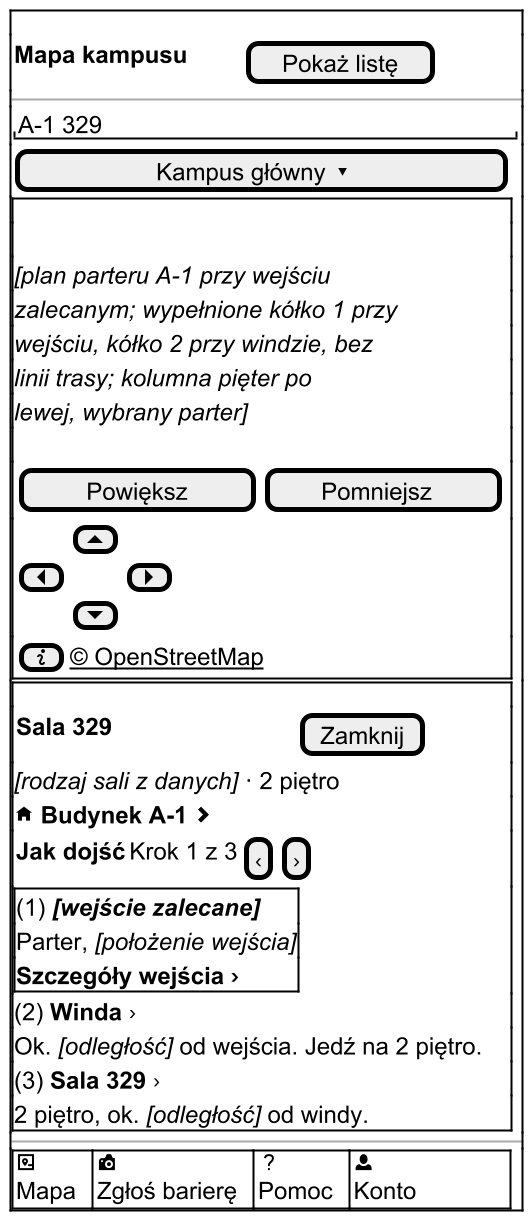 Mapa kampusu
Pokaż listę
A-1 329
Kampus główny ▾
[plan parteru A-1 przy wejściu
zalecanym; wypełnione kółko 1 przy
wejściu, kółko 2 przy windzie, bez
linii trasy; kolumna pięter po
lewej, wybrany parter]
Powiększ
Pomniejsz
i © OpenStreetMap
Sala 329
Zamknij
[rodzaj sali z danych] · 2 piętro
Budynek A-1 ›
Jak dojść Krok 1 z 3 ‹ ›
(1) [wejście zalecane]
Parter, [położenie wejścia]
Szczegóły wejścia ›
(2) Winda ›
Ok. [odległość] od wejścia. Jedź na 2 piętro.
(3) Sala 329 ›
2 piętro, ok. [odległość] od windy.
?
Mapa Zgłoś barierę Pomoc Konto